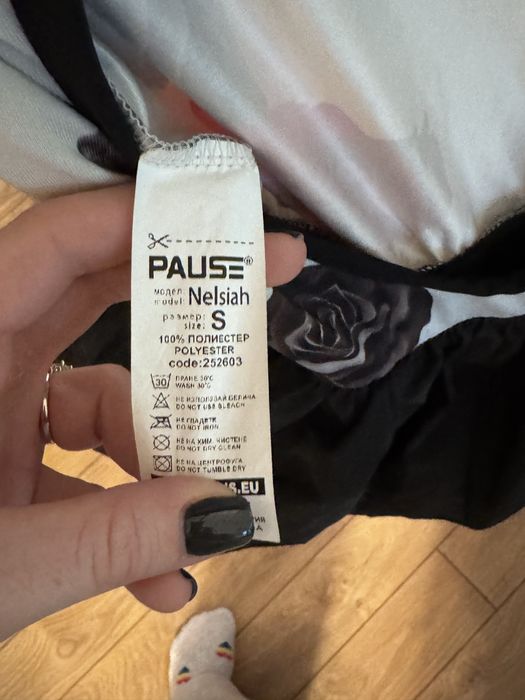 PAUSE®
модел
model: Nelsiah
размер:
size: S
100% ПОЛИЕСТЕР
POLYESTER
code:252603
30 ПРАНЕ 30°C
WASH 30°C
НЕ ИЗПОЛЗВАЙ БЕЛИНА
DO NOT USE BLEACH
НЕ ГЛАДЕТЕ
DO NOT IRON
НЕ НА ХИМ. ЧИСТЕНЕ
DO NOT DRY CLEAN
НЕ НА ЦЕНТРОФУГА
DO NOT TUMBLE DRY
S.EU